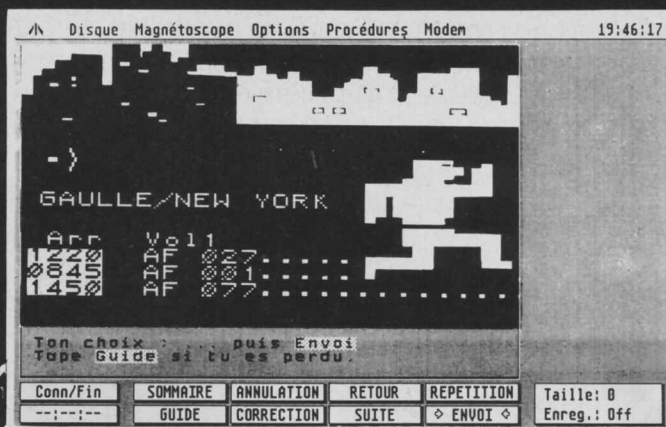 Disque Magnétoscope Options Procédures Modem 19:46:17
->
GAULLE/NEW YORK
Arr Vol1
1220 AF 027.....
0845 AF 001.....
1450 AF 077...............
Ton choix : ... puis Envoi
Tape Guide si tu es perdu.
Conn/Fin SOMMAIRE ANNULATION RETOUR REPETITION Taille: 0
--:--:-- GUIDE CORRECTION SUITE ◇ ENVOI ◇ Enreg.: Off